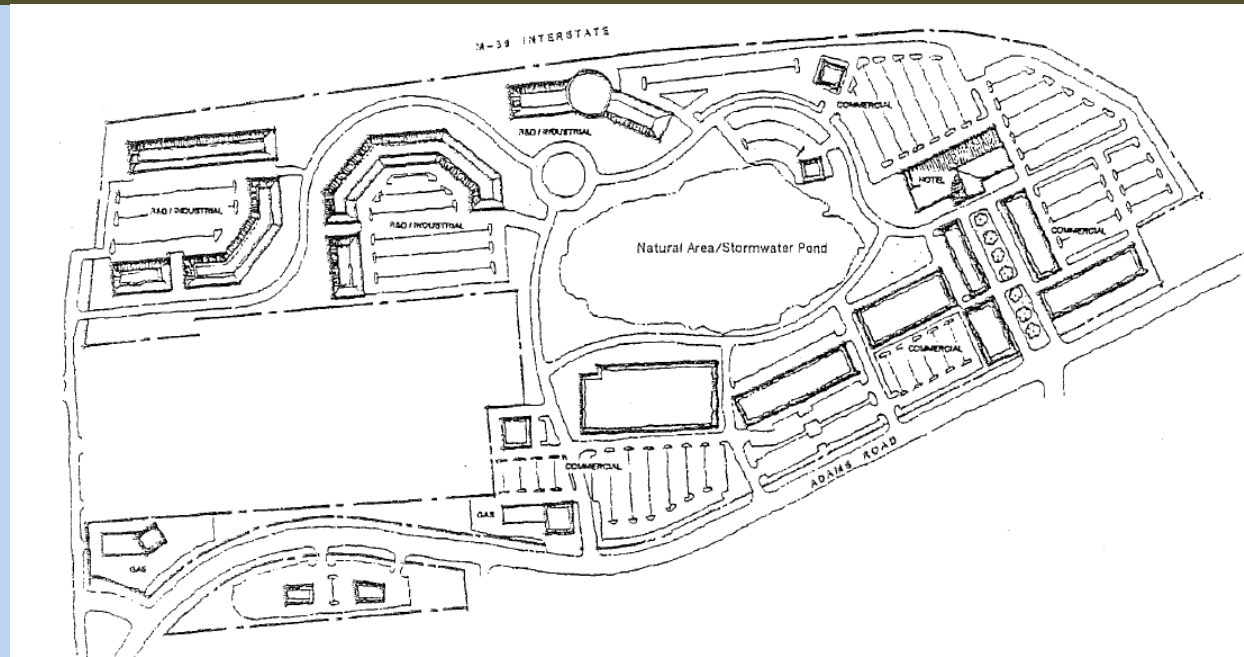 M-39 INTERSTATE
COMMERCIAL
R&D / INDUSTRIAL
HOTEL
R&D / INDUSTRIAL
R&D / INDUSTRIAL
COMMERCIAL
Natural Area/Stormwater Pond
COMMERCIAL
COMMERCIAL
ADAMS ROAD
GAS
GAS